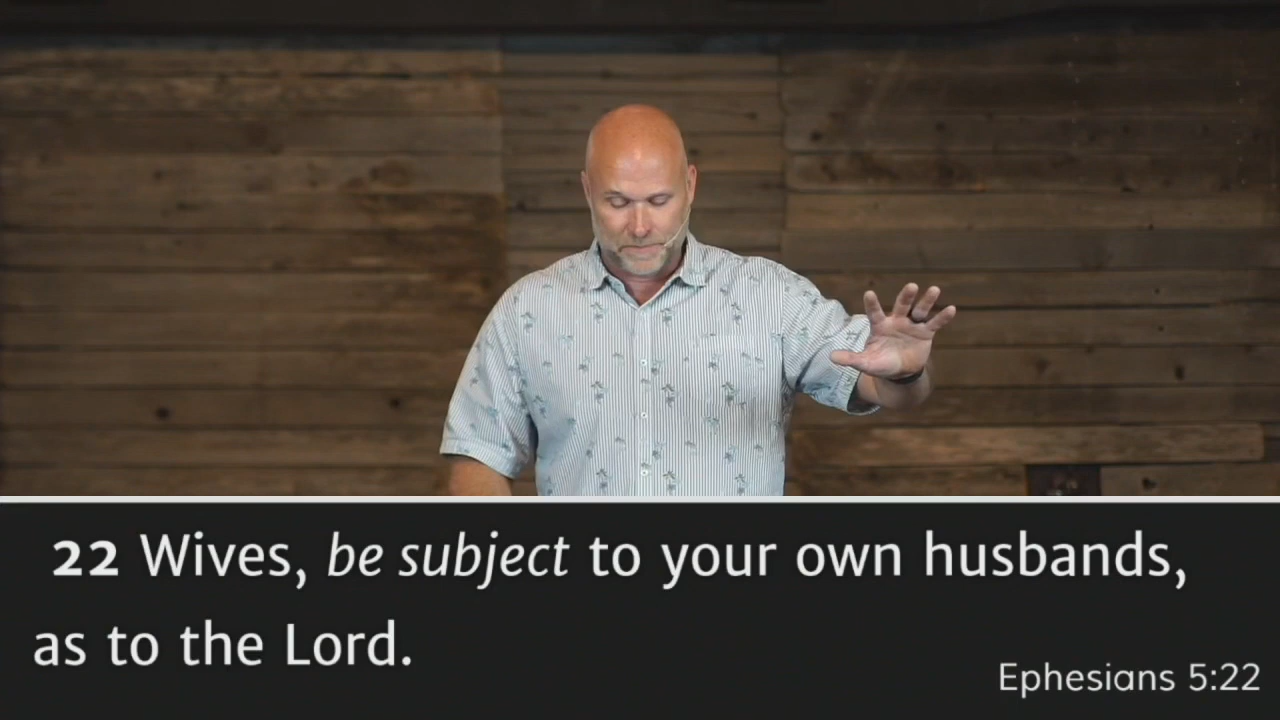 22 Wives, be subject to your own husbands,
as to the Lord.
Ephesians 5:22